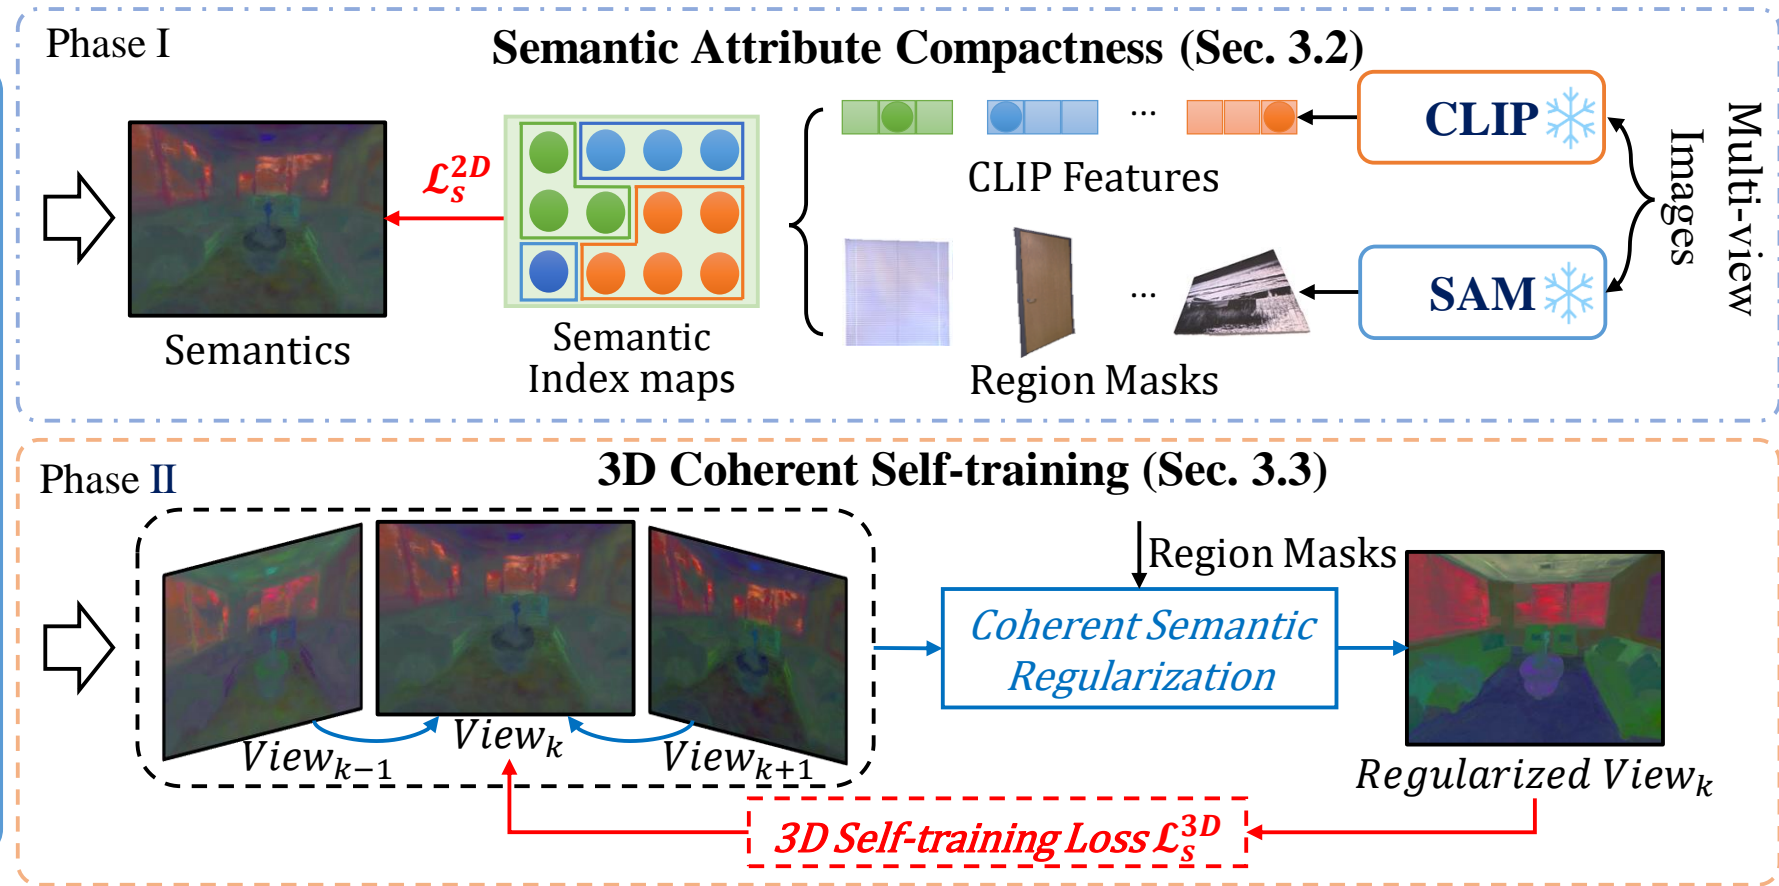 Phase I
Semantic Attribute Compactness (Sec. 3.2)
Semantics
ℒ_s^{2D}
Semantic
Index maps
...
CLIP Features
...
Region Masks
CLIP
SAM
Multi-view
Images
Phase II
3D Coherent Self-training (Sec. 3.3)
View_{k−1}
View_k
View_{k+1}
Region Masks
Coherent Semantic
Regularization
Regularized View_k
3D Self-training Loss ℒ_s^{3D}